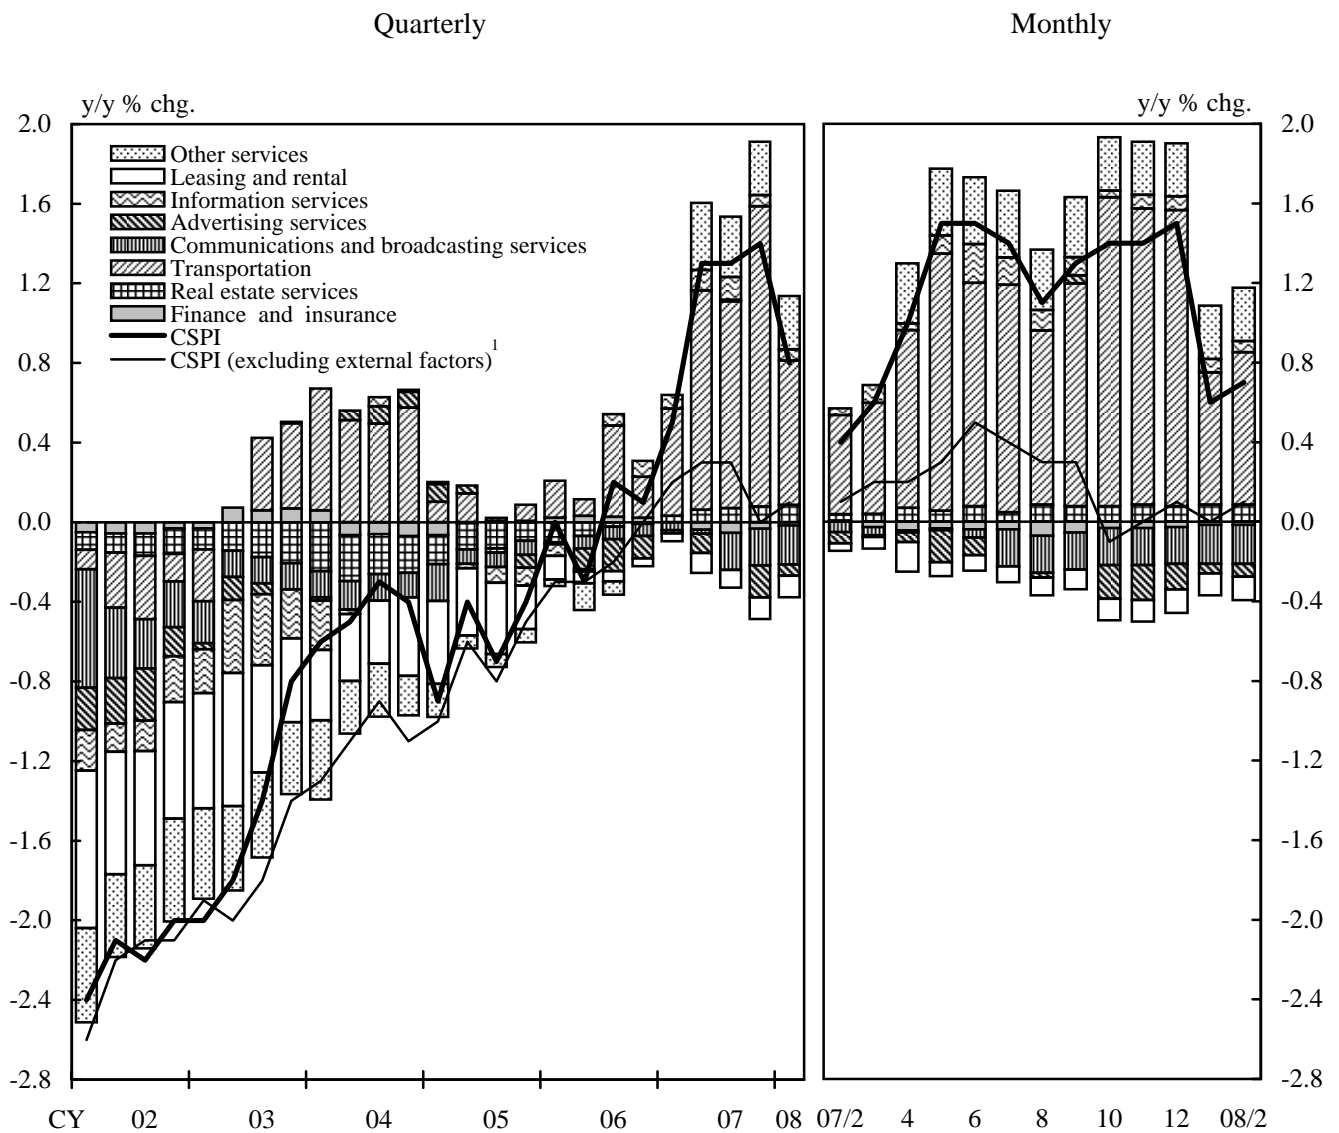 Quarterly Monthly
y/y % chg. y/y % chg.
2.0 2.0
Other services
Leasing and rental
1.6 Information services 1.6
Advertising services
Communications and broadcasting services
1.2 Transportation 1.2
Real estate services
Finance and insurance
CSPI
0.8 CSPI (excluding external factors)1 0.8
0.4 0.4
0.0 0.0
-0.4 -0.4
-0.8 -0.8
-1.2 -1.2
-1.6 -1.6
-2.0 -2.0
-2.4 -2.4
-2.8 -2.8
CY 02 03 04 05 06 07 08 07/2 4 6 8 10 12 08/2